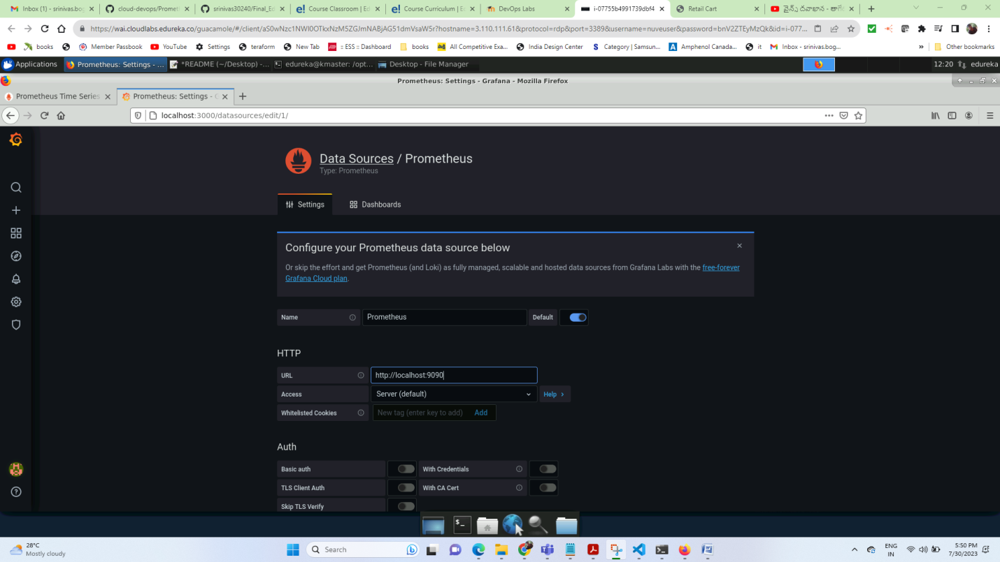 Inbox (1) - srinivas.bog
cloud-devops/Promet
srinivas30240/Final_Ed
Course Classroom | Ed
Course Curriculum | Ec
DevOps Labs
i-07755b4991739dbf4
Retail Cart
https://wai.cloudlabs.edureka.co/guacamole/#/client/aS0wNzc1NWI0OTkxNzM5ZGJmNABjAG51dmVsaW5r?hostname=3.110.111.61&protocol=rdp&port=3389&username=nuveuser&password=bnV2ZTEyMzQk&id=i-077...
books
Member Passbook
YouTube
Settings
teraform
New Tab
:: ESS :: Dashboard
books
All Competitive Exa...
India Design Center
Category | Samsun...
Amphenol Canada...
it
Inbox - srinivas.bog...
»
Other bookmarks
Applications
Prometheus: Settings - ...
*README (~/Desktop) -...
edureka@kmaster: /opt...
Desktop - File Manager
12:20
edureka
Prometheus: Settings - Grafana - Mozilla Firefox
Prometheus Time Series
Prometheus: Settings - G
localhost:3000/datasources/edit/1/
Data Sources / Prometheus
Type: Prometheus
Settings
Dashboards
Configure your Prometheus data source below
Or skip the effort and get Prometheus (and Loki) as fully managed, scalable and hosted data sources from Grafana Labs with the free-forever
Grafana Cloud plan.
Name
Prometheus
Default
HTTP
URL
http://localhost:9090
Access
Server (default)
Help
Whitelisted Cookies
New tag (enter key to add)
Add
Auth
Basic auth
With Credentials
TLS Client Auth
With CA Cert
Skip TLS Verify
28°C
Mostly cloudy
Search
ENG
IN
5:50 PM
7/30/2023